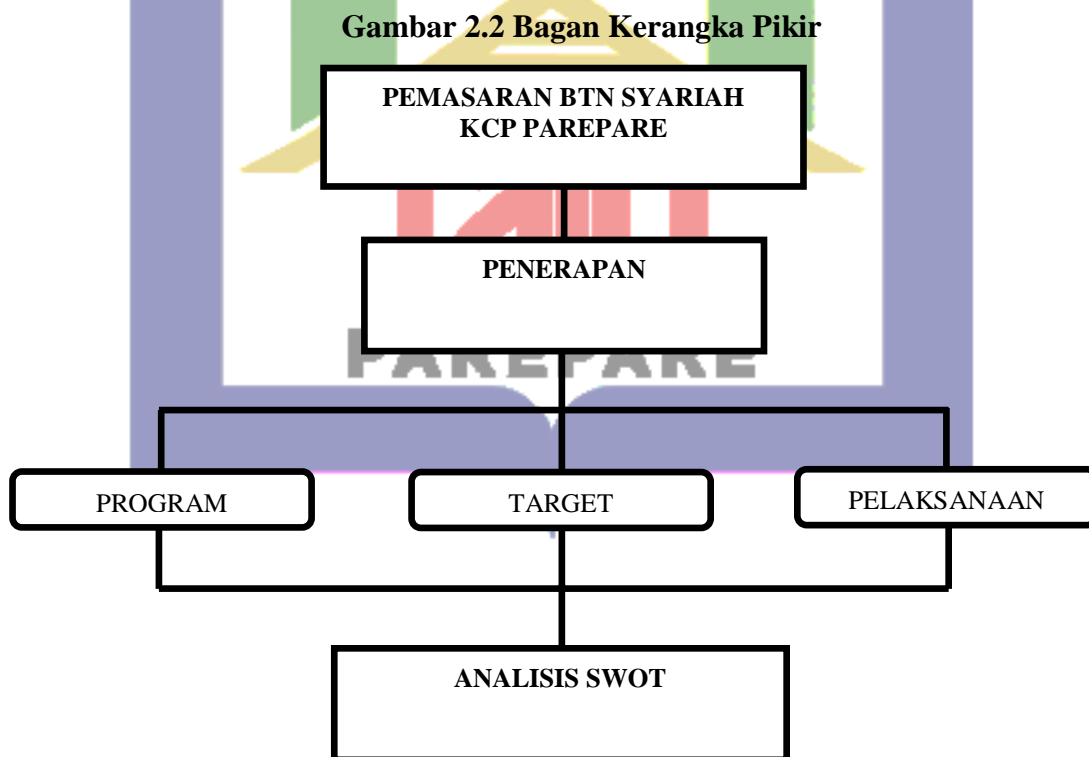 Gambar 2.2 Bagan Kerangka Pikir
PEMASARAN BTN SYARIAH
KCP PAREPARE
PENERAPAN
PAREPARE
PROGRAM
TARGET
PELAKSANAAN
ANALISIS SWOT